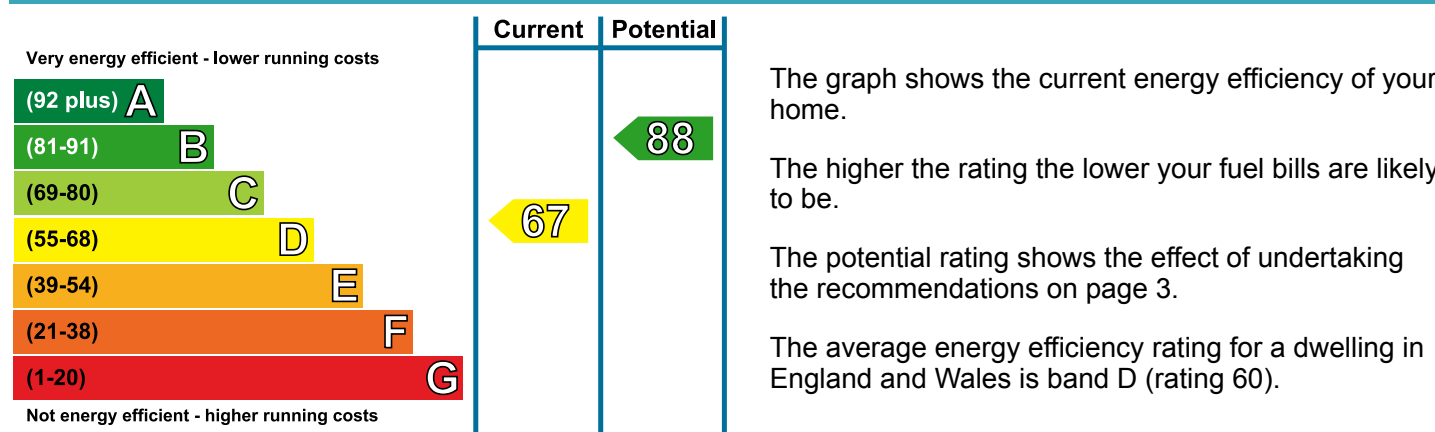 Current Potential
Very energy efficient - lower running costs
(92 plus) A
(81-91) B
88
(69-80) C
67
(55-68) D
(39-54) E
(21-38) F
(1-20) G
Not energy efficient - higher running costs
The graph shows the current energy efficiency of your
home.
The higher the rating the lower your fuel bills are likely
to be.
The potential rating shows the effect of undertaking
the recommendations on page 3.
The average energy efficiency rating for a dwelling in
England and Wales is band D (rating 60).